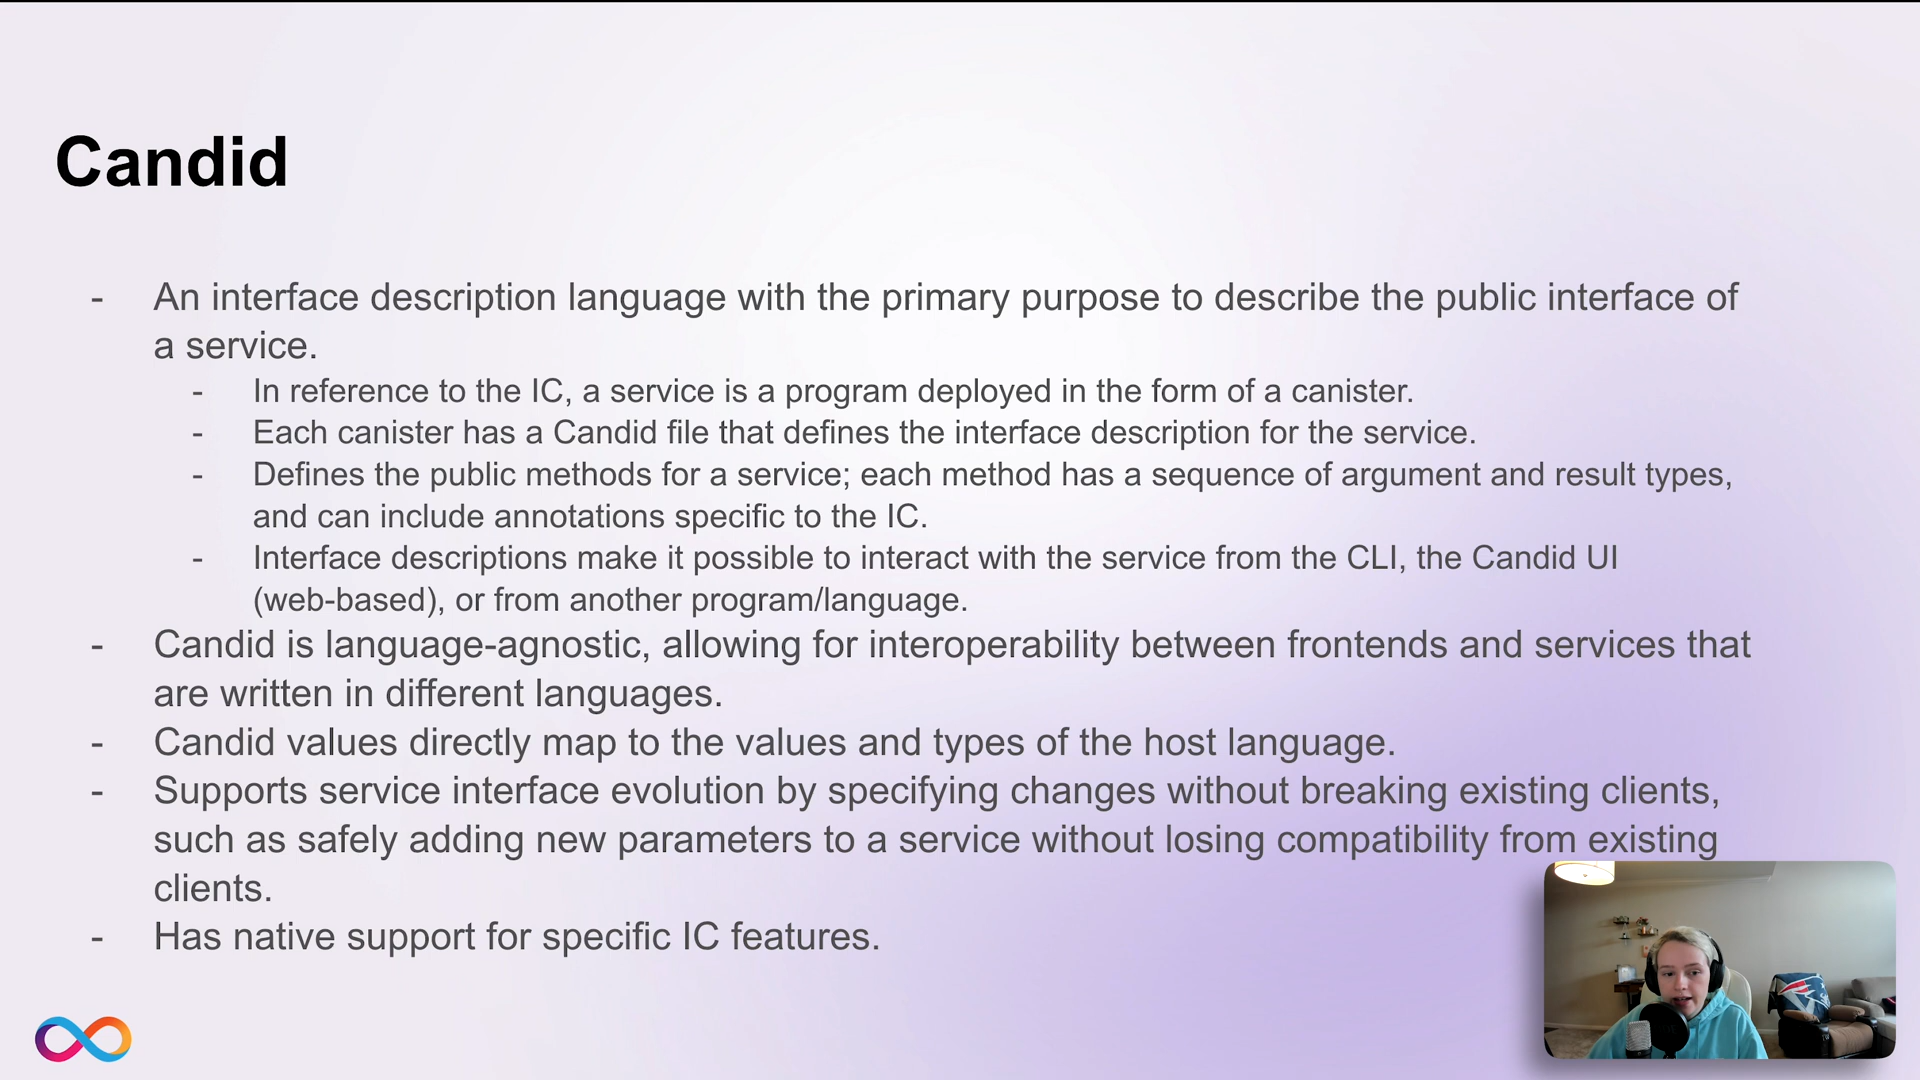 Candid
- An interface description language with the primary purpose to describe the public interface of
a service.
- In reference to the IC, a service is a program deployed in the form of a canister.
- Each canister has a Candid file that defines the interface description for the service.
- Defines the public methods for a service; each method has a sequence of argument and result types,
and can include annotations specific to the IC.
- Interface descriptions make it possible to interact with the service from the CLI, the Candid UI
(web-based), or from another program/language.
- Candid is language-agnostic, allowing for interoperability between frontends and services that
are written in different languages.
- Candid values directly map to the values and types of the host language.
- Supports service interface evolution by specifying changes without breaking existing clients,
such as safely adding new parameters to a service without losing compatibility from existing
clients.
- Has native support for specific IC features.